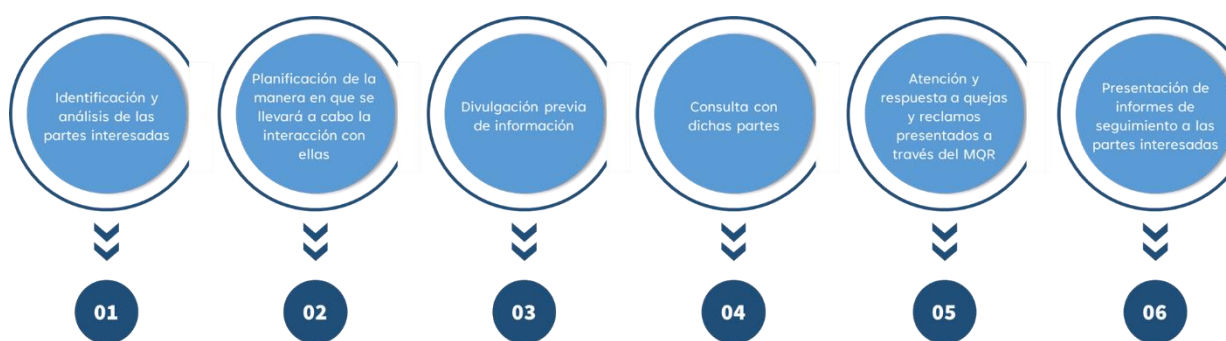 Identificación y
análisis de las
partes interesadas
Planificación de la
manera en que se
llevará a cabo la
interacción con
ellas
Divulgación previa
de información
Consulta con
dichas partes
Atención y
respuesta a quejas
y reclamos
presentados a
través del MQR
Presentación de
informes de
seguimiento a las
partes interesadas
01
02
03
04
05
06